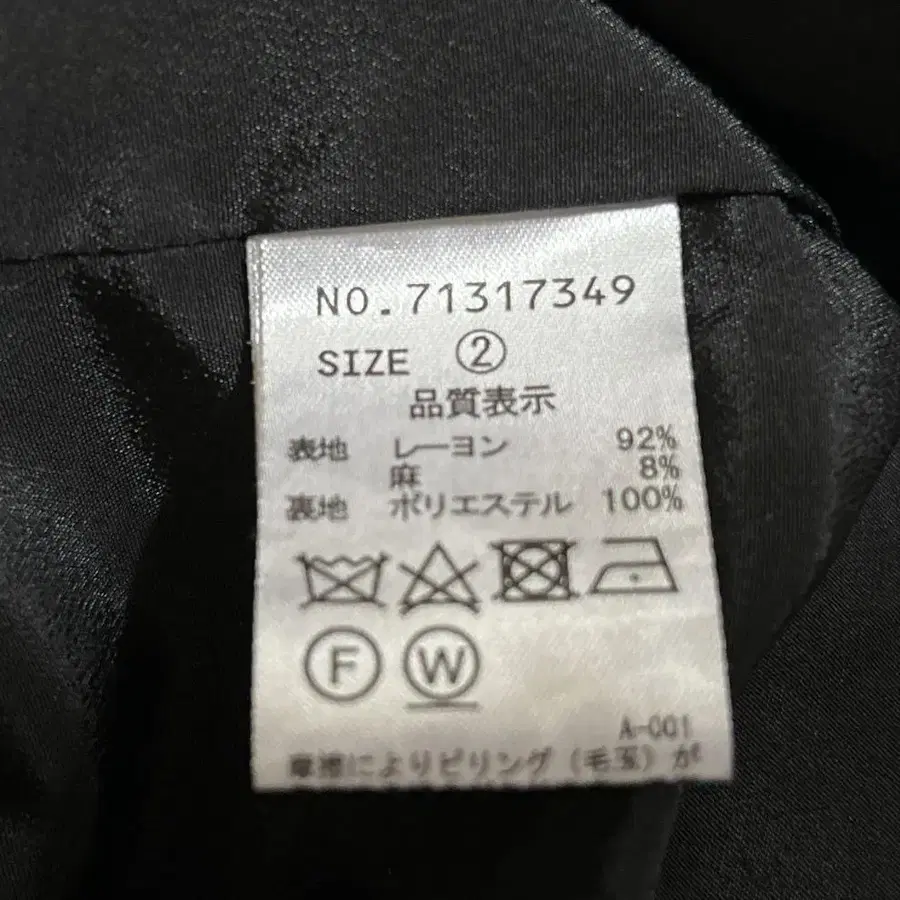 NO.71317349
SIZE ②
品質表示
表地 レーヨン 92%
麻 8%
裏地 ポリエステル 100%
F W
A-001
摩擦によりピリング(毛玉)が